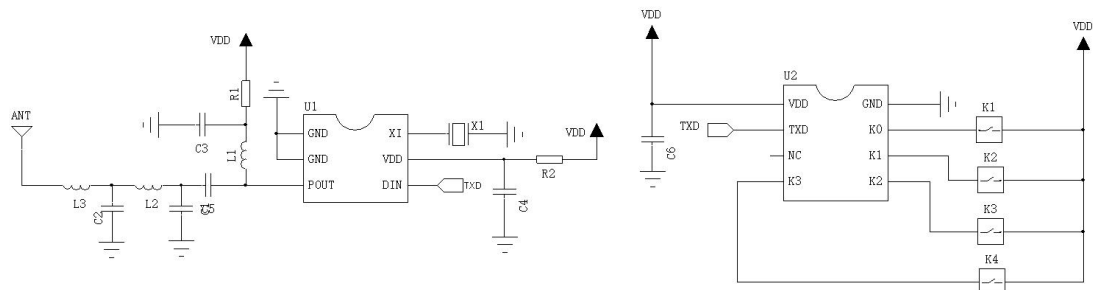 VDD
R1
ANT
C3
L1
L3
C2
L2
C5
U1
GND
GND
POUT
XI
VDD
DIN
X1
TXD
C4
R2
VDD
VDD
C6
TXD
U2
VDD
TXD
NC
K3
GND
K0
K1
K2
VDD
K1
K2
K3
K4